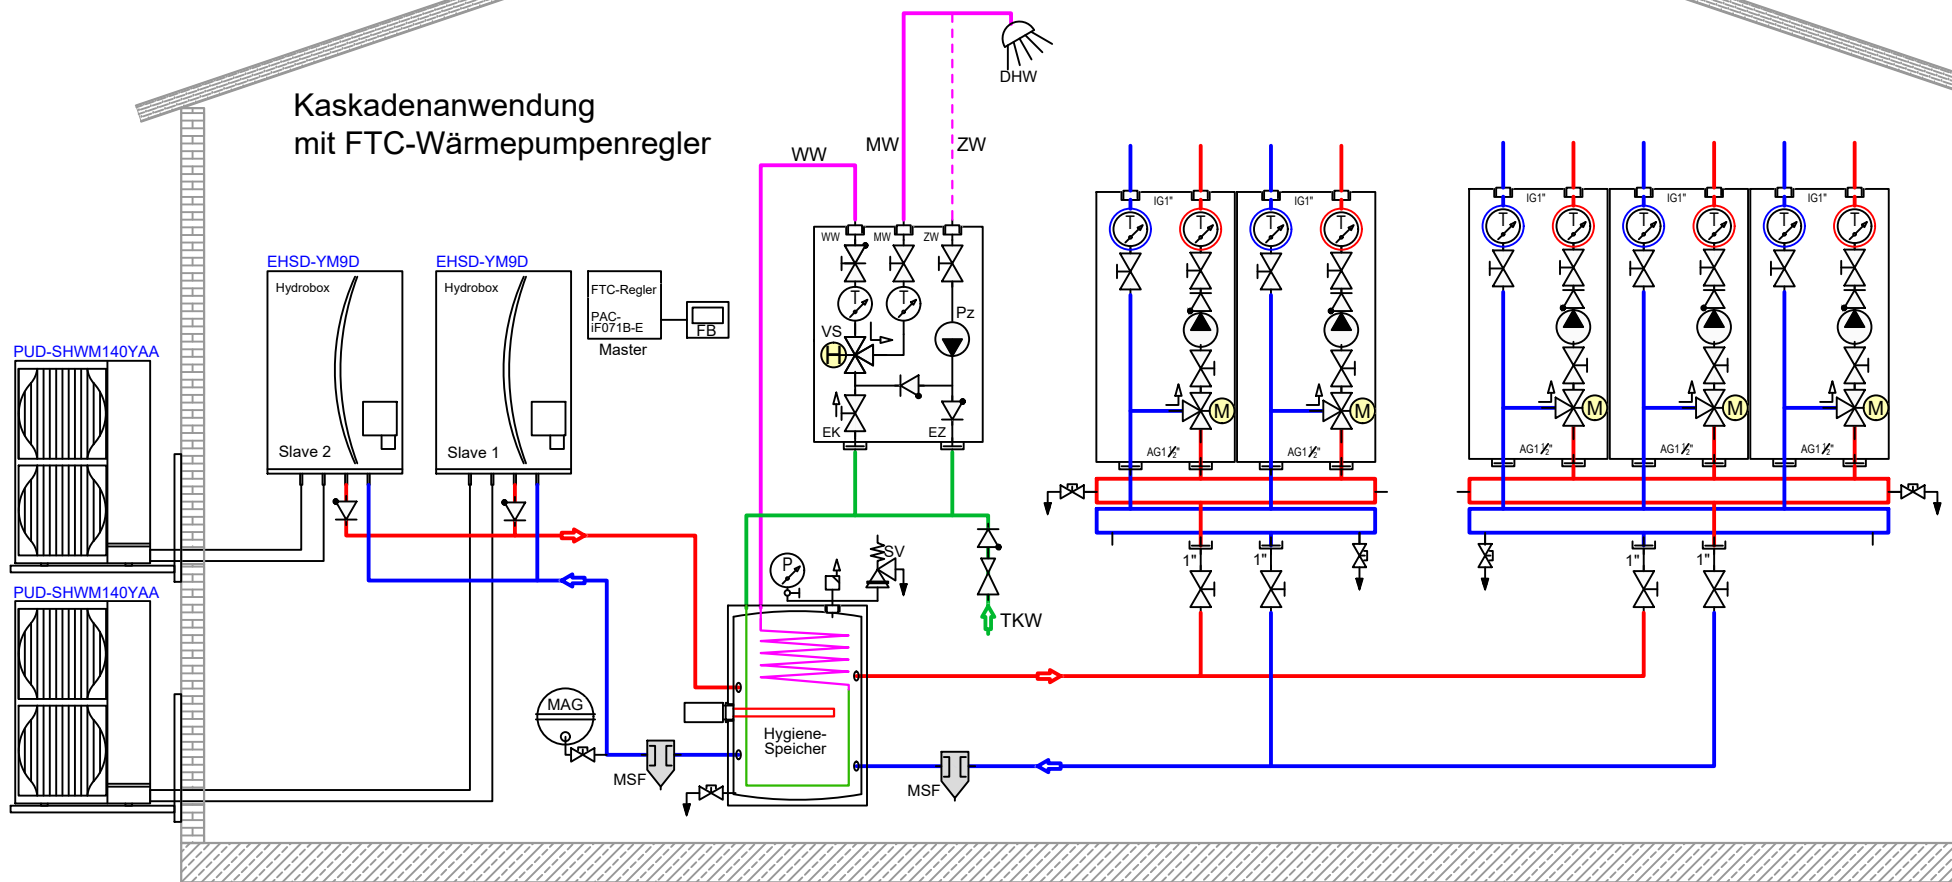 DHW
Kaskadenanwendung
mit FTC-Wärmepumpenregler
WW
MW
ZW
EHSD-YM9D
Hydrobox
Slave 2
EHSD-YM9D
Hydrobox
Slave 1
FTC-Regler
PAC-
iF071B-E
Master
FB
PUD-SHWM140YAA
PUD-SHWM140YAA
WW
MW
ZW
T
T
VS
H
Pz
EK
EZ
IG1"
T
T
M
AG1½"
IG1"
T
T
M
AG1½"
IG1"
T
T
M
AG1½"
IG1"
T
T
M
AG1½"
IG1"
T
T
M
AG1½"
1"
1"
1"
1"
P
SV
TKW
MAG
MSF
Hygiene-
Speicher
MSF